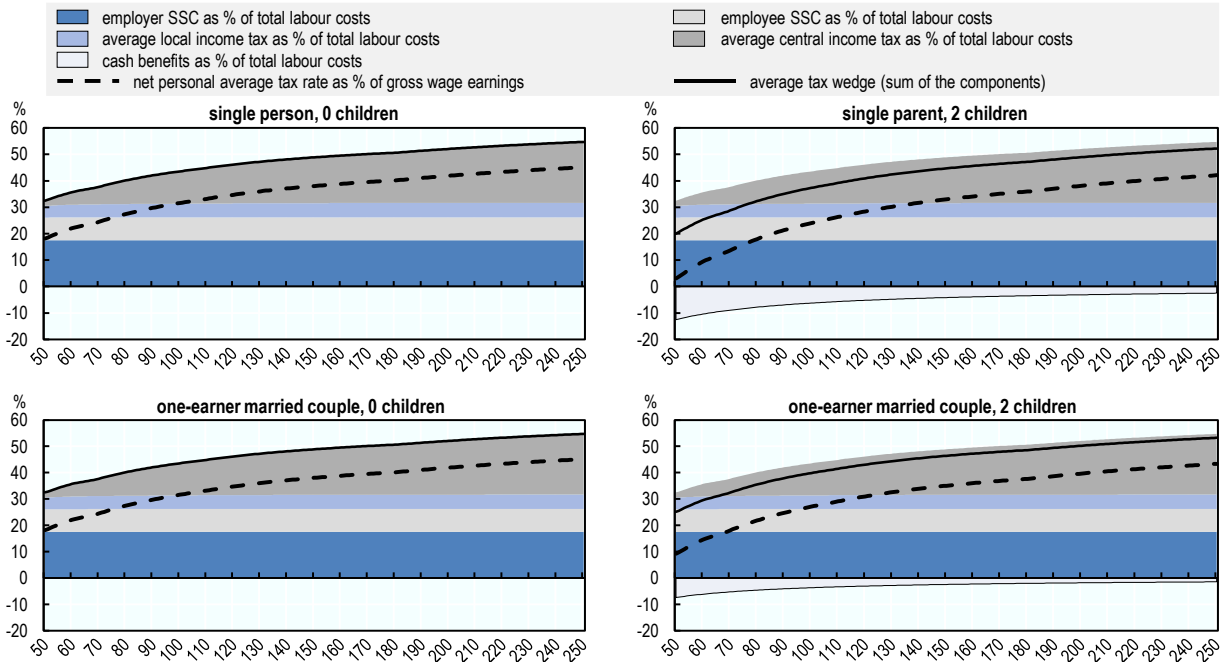 employer SSC as % of total labour costs
employee SSC as % of total labour costs
average local income tax as % of total labour costs
average central income tax as % of total labour costs
cash benefits as % of total labour costs
net personal average tax rate as % of gross wage earnings
average tax wedge (sum of the components)
%
single person, 0 children
60
50
40
30
20
10
0
-10
-20
50 60 70 80 90 100 110 120 130 140 150 160 170 180 190 200 210 220 230 240 250
%
single parent, 2 children
60
50
40
30
20
10
0
-10
-20
50 60 70 80 90 100 110 120 130 140 150 160 170 180 190 200 210 220 230 240 250
%
one-earner married couple, 0 children
60
50
40
30
20
10
0
-10
-20
50 60 70 80 90 100 110 120 130 140 150 160 170 180 190 200 210 220 230 240 250
%
one-earner married couple, 2 children
60
50
40
30
20
10
0
-10
-20
50 60 70 80 90 100 110 120 130 140 150 160 170 180 190 200 210 220 230 240 250